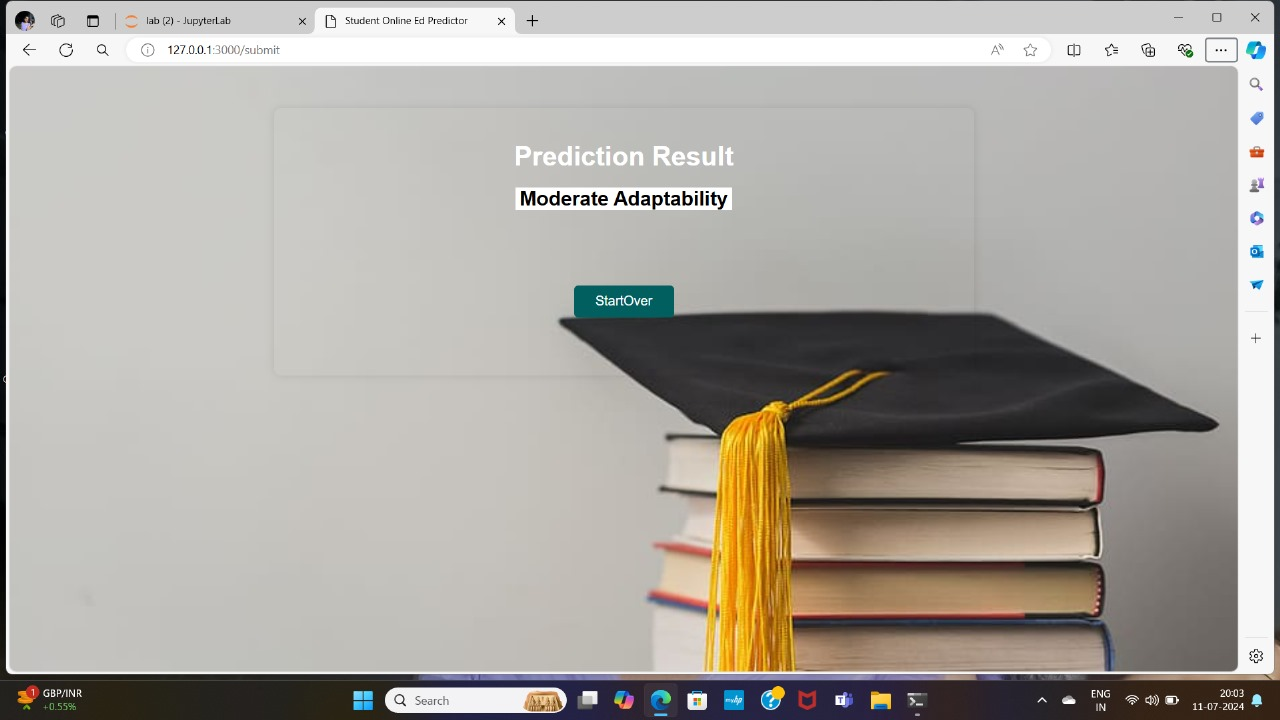 lab (2) - JupyterLab
Student Online Ed Predictor
127.0.0.1:3000/submit
Prediction Result
Moderate Adaptability
StartOver
1
GBP/INR
+0.55%
Search
ENG
IN
20:03
11-07-2024